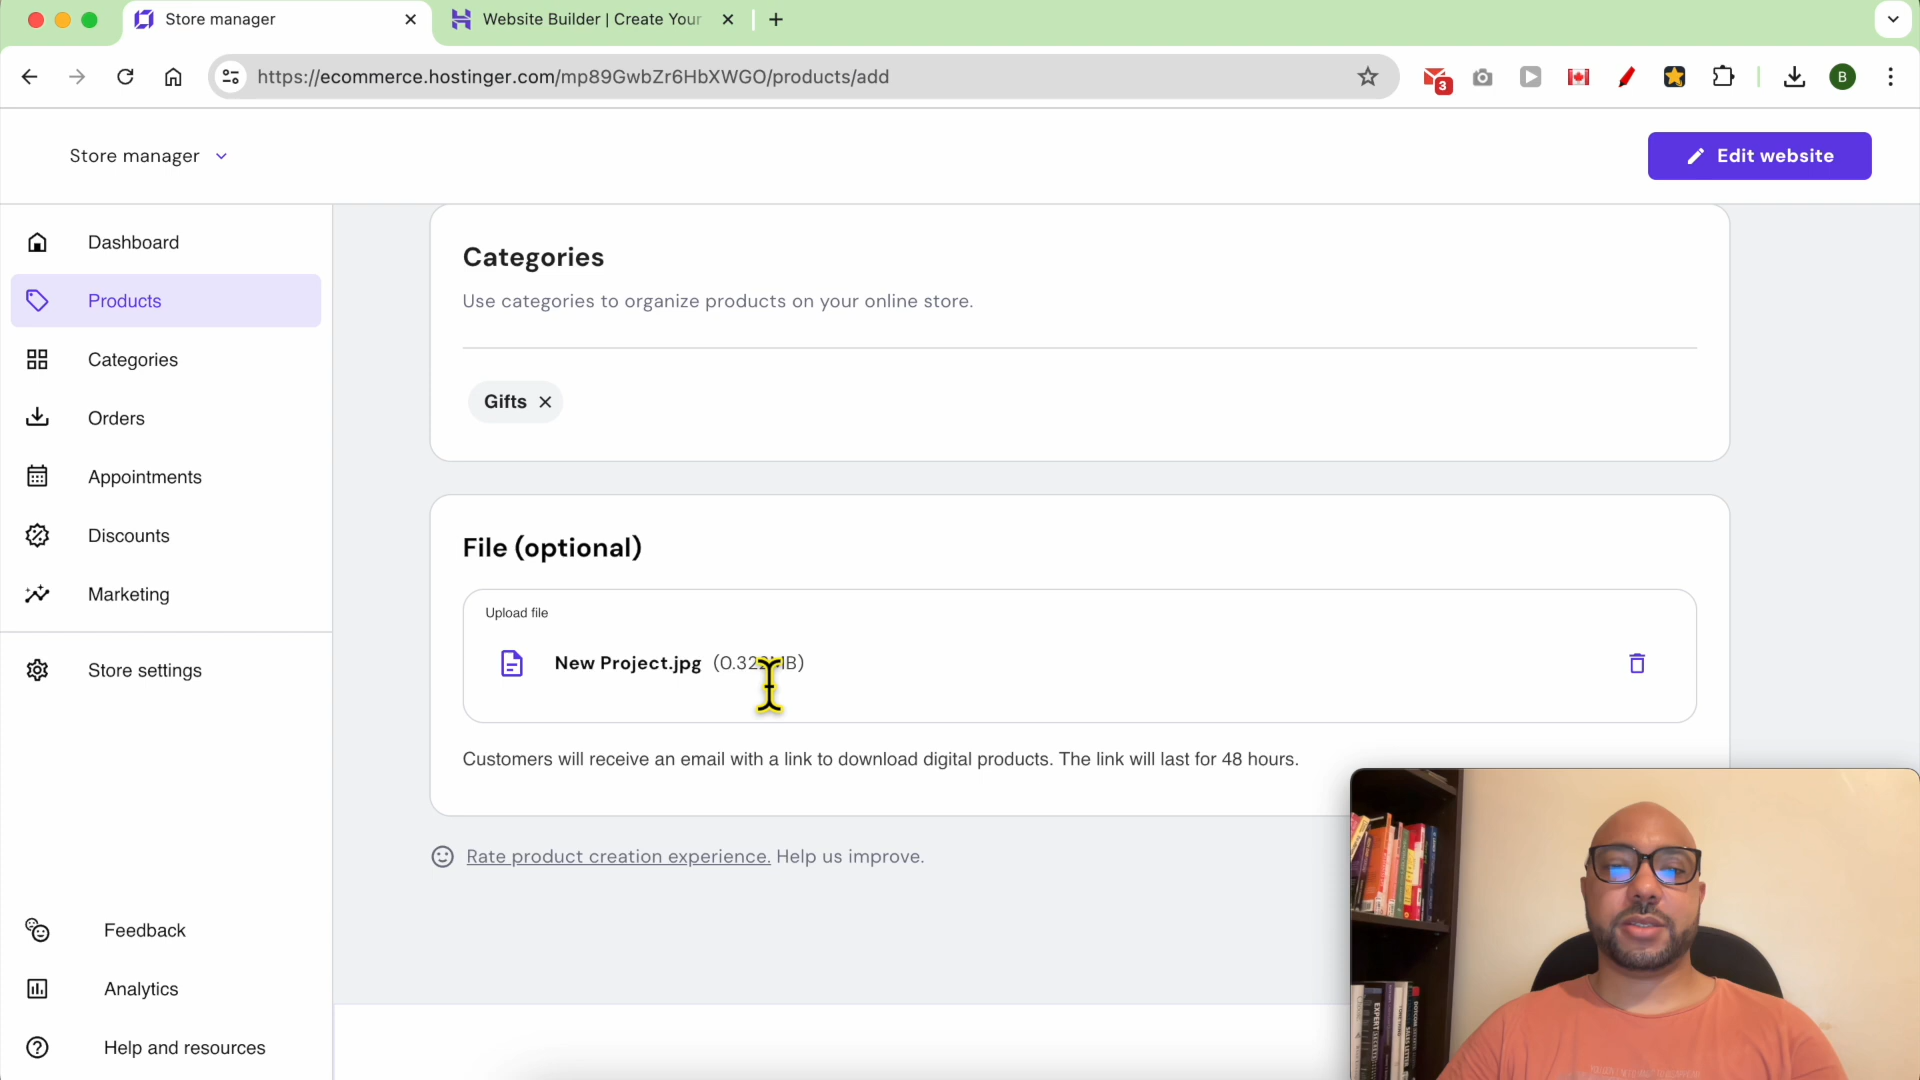 Store manager
Website Builder | Create Your
https://ecommerce.hostinger.com/mp89GwbZr6HbXWGO/products/add
3
B
Store manager
Edit website
Dashboard
Products
Categories
Orders
Appointments
Discounts
Marketing
Store settings
Feedback
Analytics
Help and resources
Categories
Use categories to organize products on your online store.
Gifts
File (optional)
Upload file
New Project.jpg
Customers will receive an email with a link to download digital products. The link will last for 48 hours.
Rate product creation experience. Help us improve.